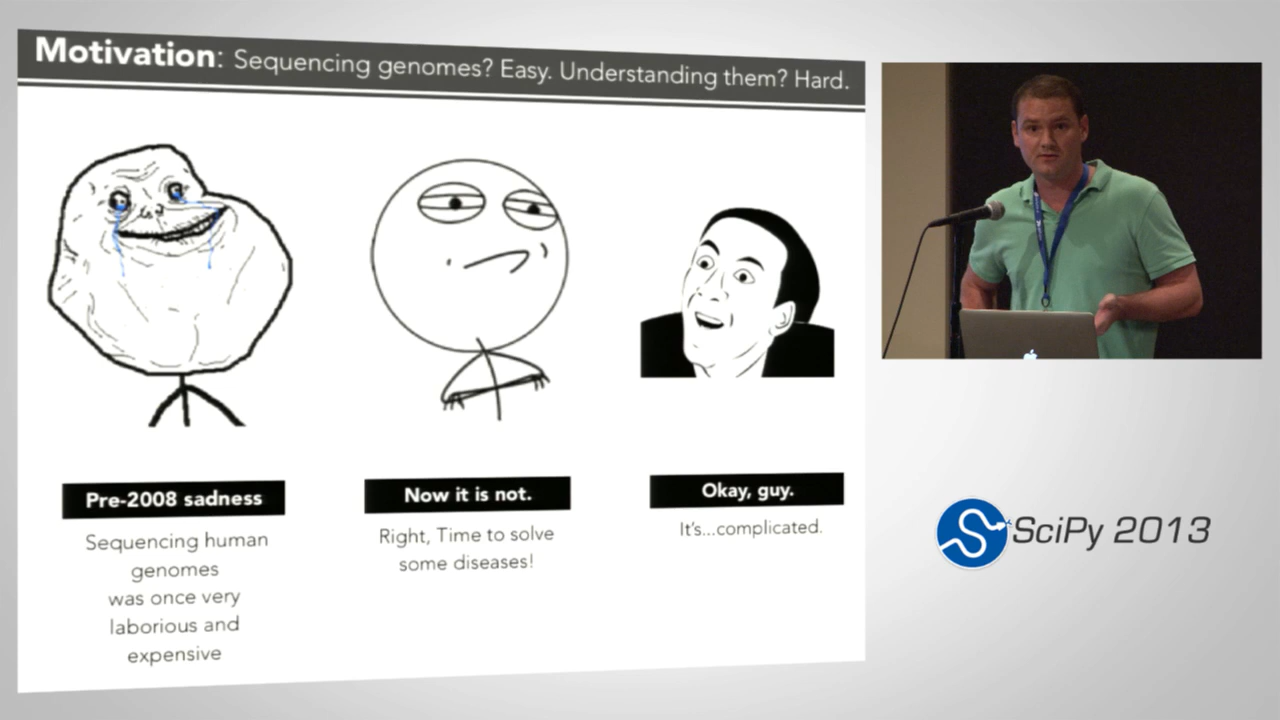 Motivation: Sequencing genomes? Easy. Understanding them? Hard.
Pre-2008 sadness
Sequencing human
genomes
was once very
laborious and
expensive
Now it is not.
Right, Time to solve
some diseases!
Okay, guy.
It's...complicated.
SciPy 2013